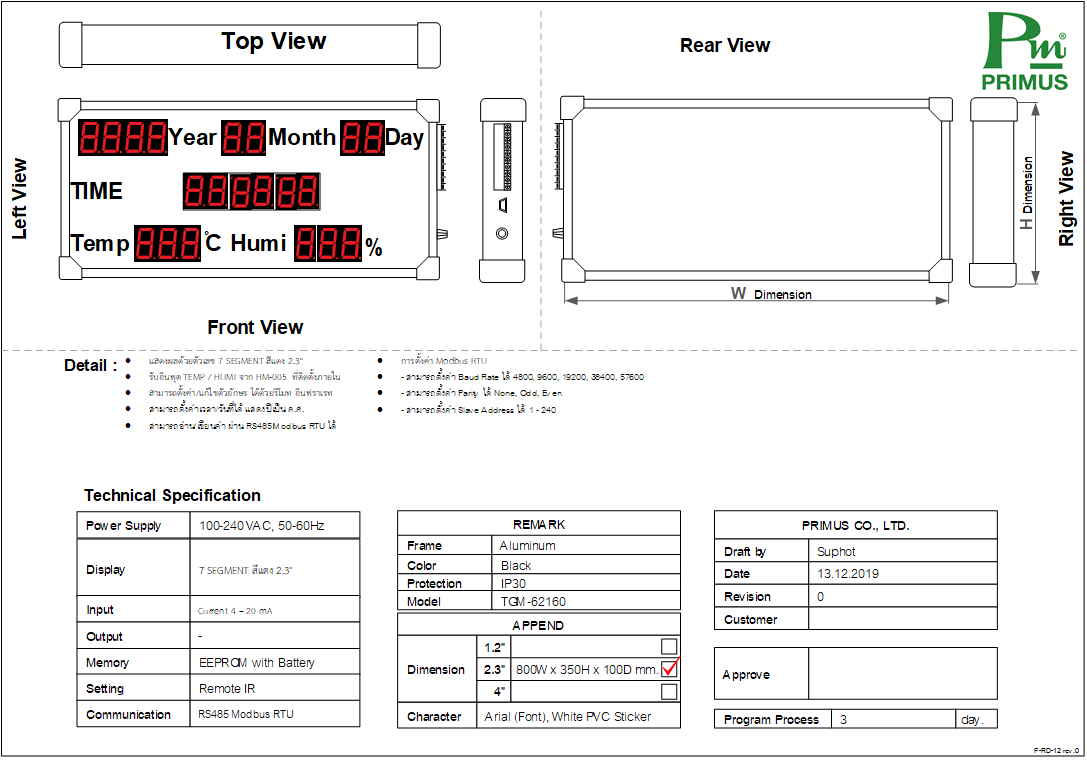 Top View
Rear View
Pm®
PRIMUS
8888 Year 88 Month 88 Day
TIME 88 88 88
Temp 888 °C Humi 888 %
Left View
H Dimension
Right View
W Dimension
Front View
Detail :
• แสดงผลด้วยตัวเลข 7 SEGMENT สีแดง 2.3"
• รับอินพุต TEMP / HUMI จาก HM-005 ที่ติดตั้งภายใน
• สามารถตั้งค่า/แก้ไขตัวอักษร ได้ด้วยรีโมท อินฟราเรท
• สามารถตั้งค่าเวลา/วันที่ได้ แสดงปีเป็น ค.ศ.
• สามารถอ่าน/เขียนค่า ผ่าน RS485 Modbus RTU ได้
• การตั้งค่า Modbus RTU
• - สามารถตั้งค่า Baud Rate ได้ 4800, 9600, 19200, 38400, 57600
• - สามารถตั้งค่า Parity ได้ None, Odd, Even
• - สามารถตั้งค่า Slave Address ได้ 1 - 240
Technical Specification
Power Supply 100-240 VAC, 50-60Hz
Display 7 SEGMENT สีแดง 2.3"
Input Current 4 – 20 mA
Output -
Memory EEPROM with Battery
Setting Remote IR
Communication RS485 Modbus RTU
REMARK
Frame Aluminum
Color Black
Protection IP30
Model TGM-62160
APPEND
Dimension
1.2"
2.3" 800W x 350H x 100D mm.
4"
Character Arial (Font), White PVC Sticker
PRIMUS CO., LTD.
Draft by Suphot
Date 13.12.2019
Revision 0
Customer
Approve
Program Process 3 day.
F-RD-12 rev.0